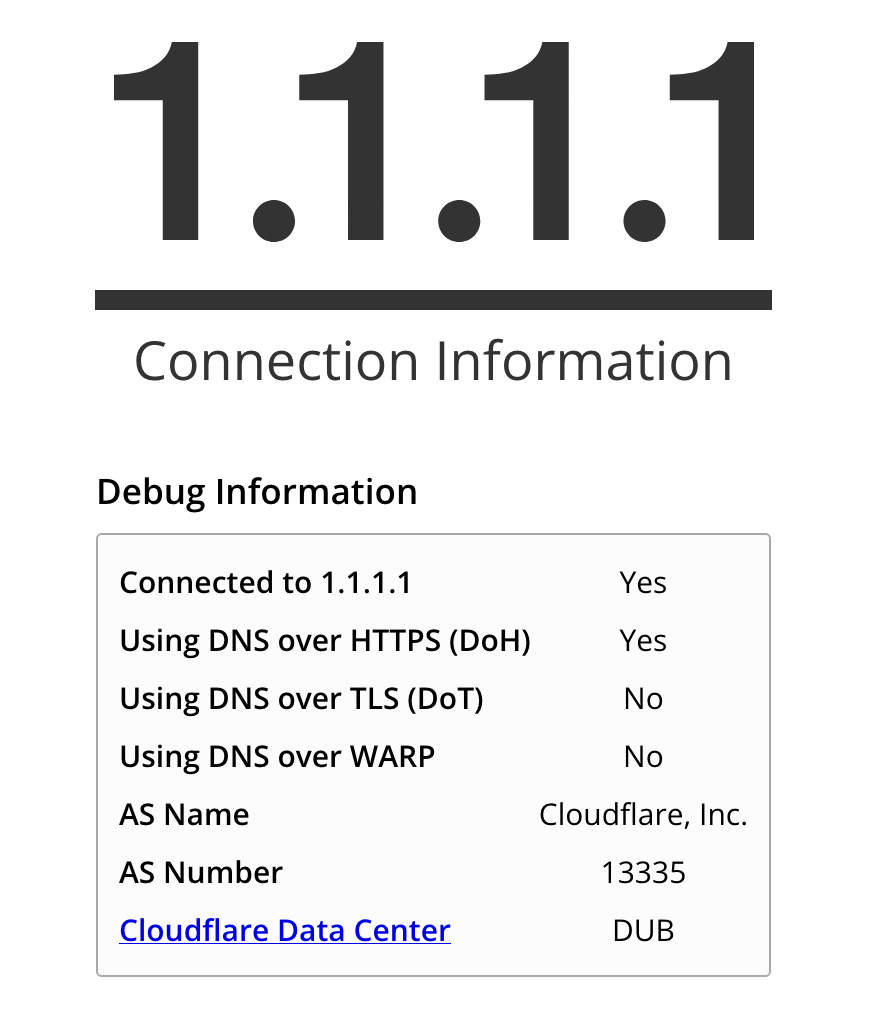 1.1.1.1
Connection Information
Debug Information
Connected to 1.1.1.1 Yes
Using DNS over HTTPS (DoH) Yes
Using DNS over TLS (DoT) No
Using DNS over WARP No
AS Name Cloudflare, Inc.
AS Number 13335
Cloudflare Data Center DUB